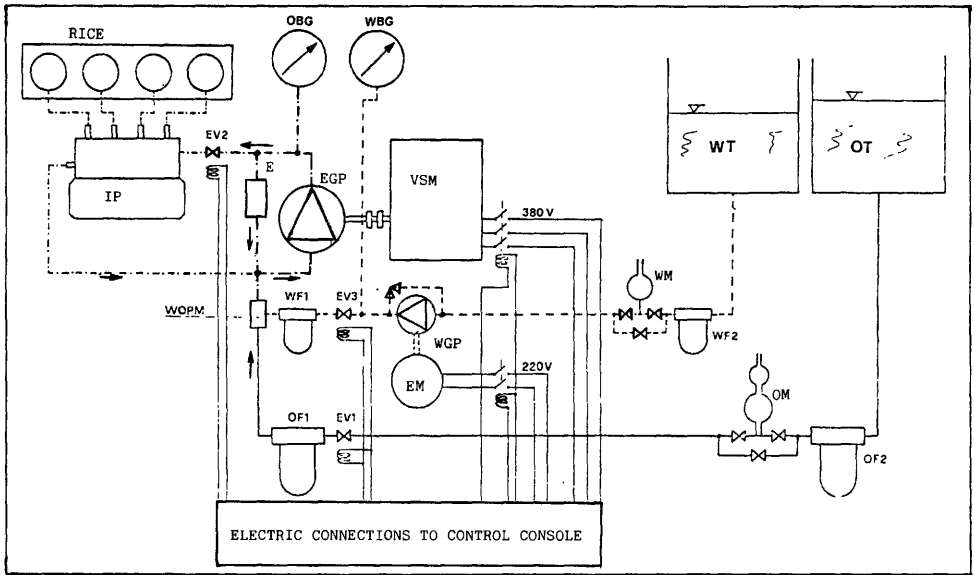 OBG
WBG
RICE
EV2
E
EGP
VSM
WT
OT
IP
380V
WM
WOPM
WF1
EV3
WGP
WF2
EM
220V
OM
OF1
EV1
OF2
ELECTRIC CONNECTIONS TO CONTROL CONSOLE